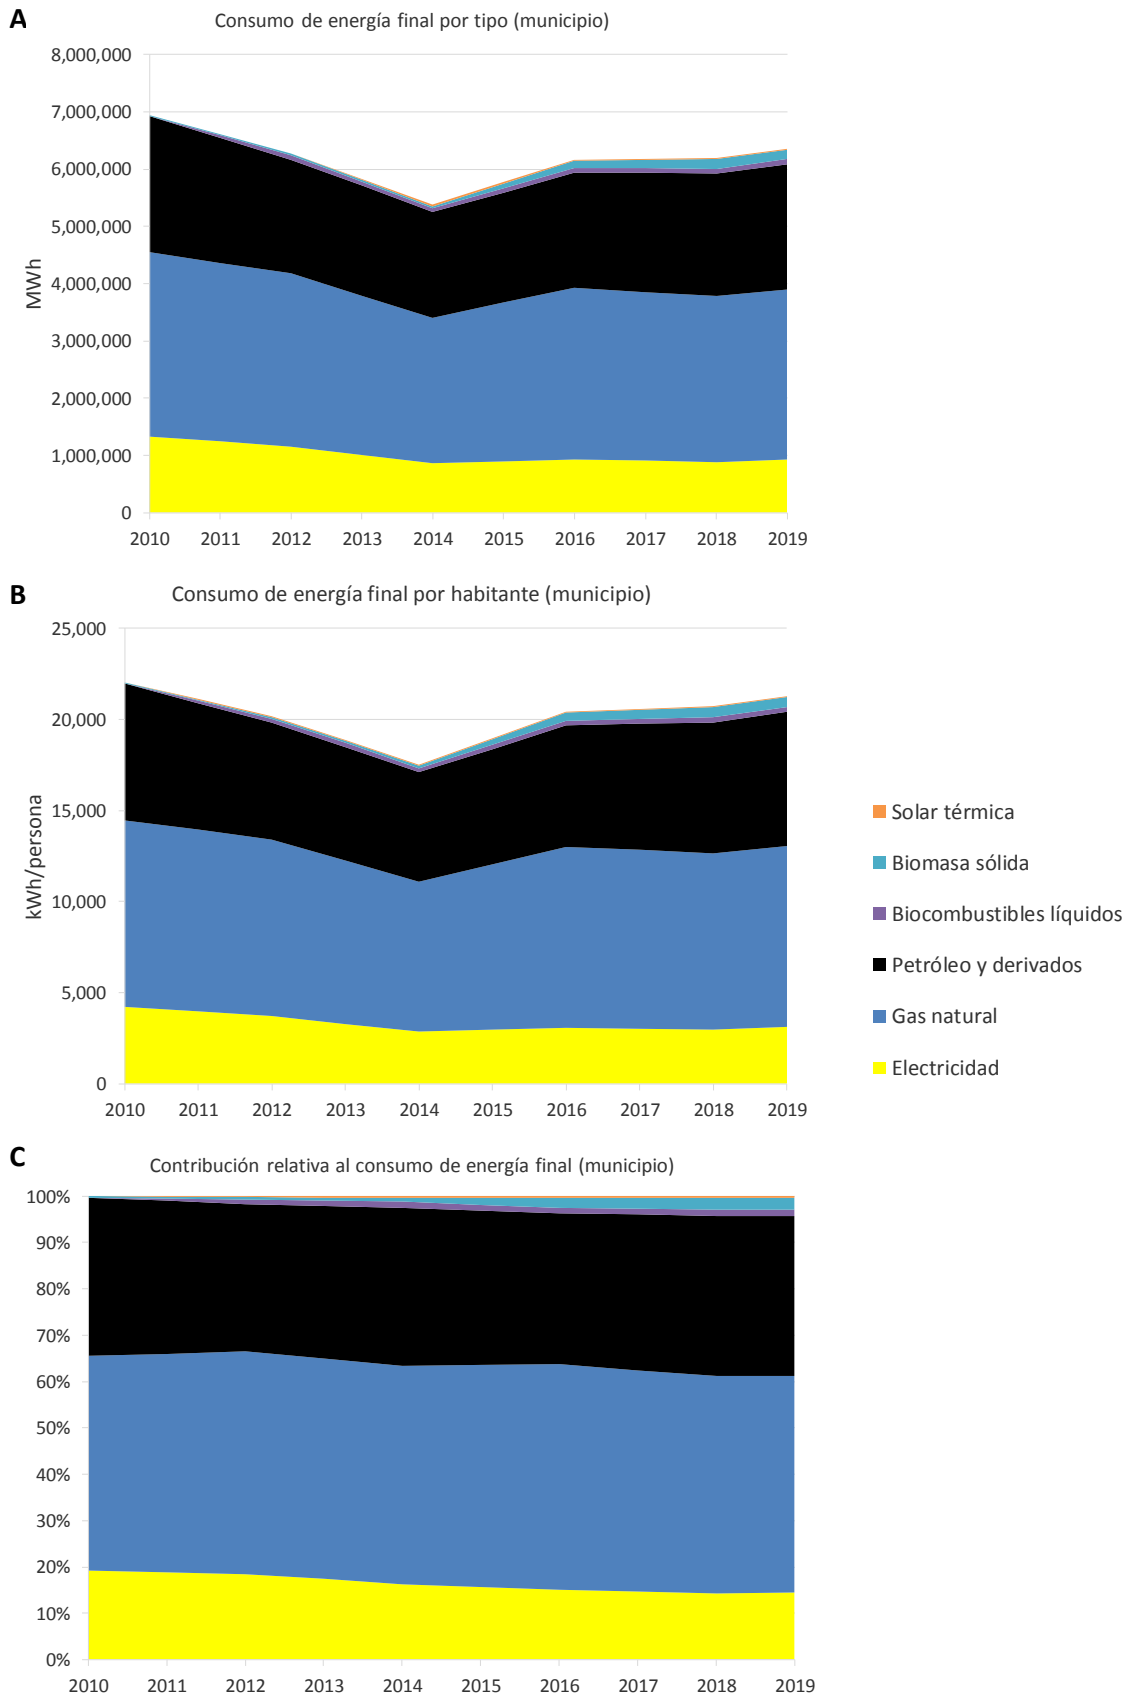 A
Consumo de energía final por tipo (municipio)
8,000,000
7,000,000
6,000,000
5,000,000
4,000,000
3,000,000
2,000,000
1,000,000
0
MWh
2010 2011 2012 2013 2014 2015 2016 2017 2018 2019
B
Consumo de energía final por habitante (municipio)
25,000
20,000
15,000
10,000
5,000
0
kWh/persona
2010 2011 2012 2013 2014 2015 2016 2017 2018 2019
Solar térmica
Biomasa sólida
Biocombustibles líquidos
Petróleo y derivados
Gas natural
Electricidad
C
Contribución relativa al consumo de energía final (municipio)
100%
90%
80%
70%
60%
50%
40%
30%
20%
10%
0%
2010 2011 2012 2013 2014 2015 2016 2017 2018 2019